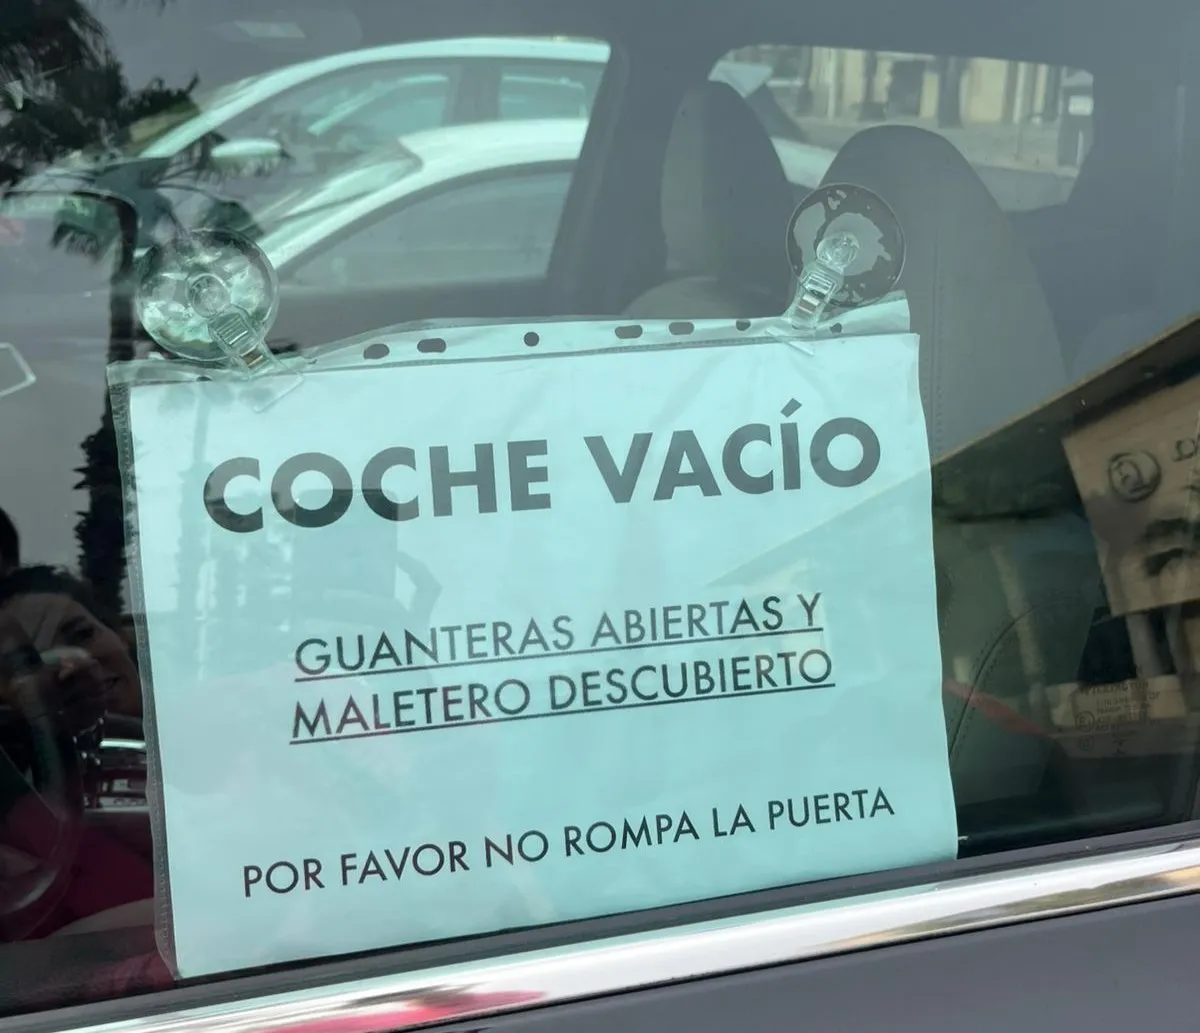 COCHE VACÍO
GUANTERAS ABIERTAS Y
MALETERO DESCUBIERTO
POR FAVOR NO ROMPA LA PUERTA